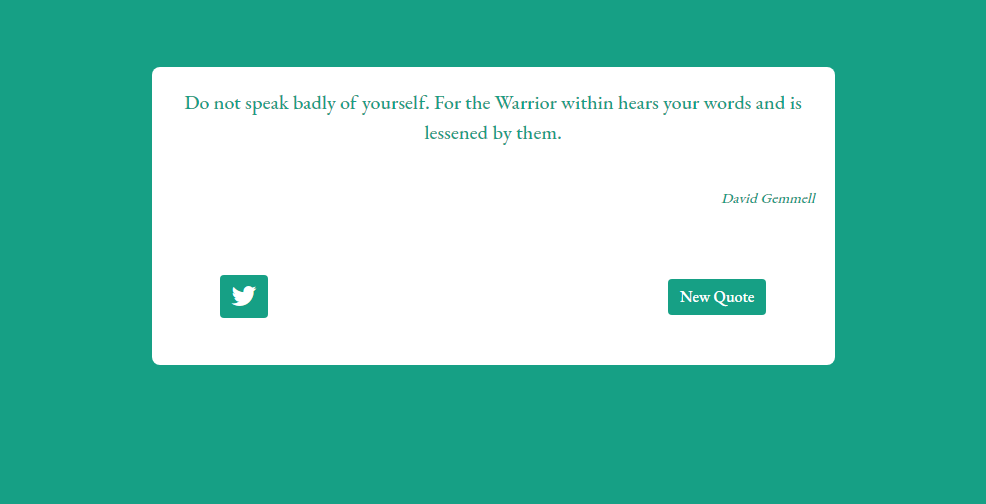 Do not speak badly of yourself. For the Warrior within hears your words and is
lessened by them.
David Gemmell
New Quote